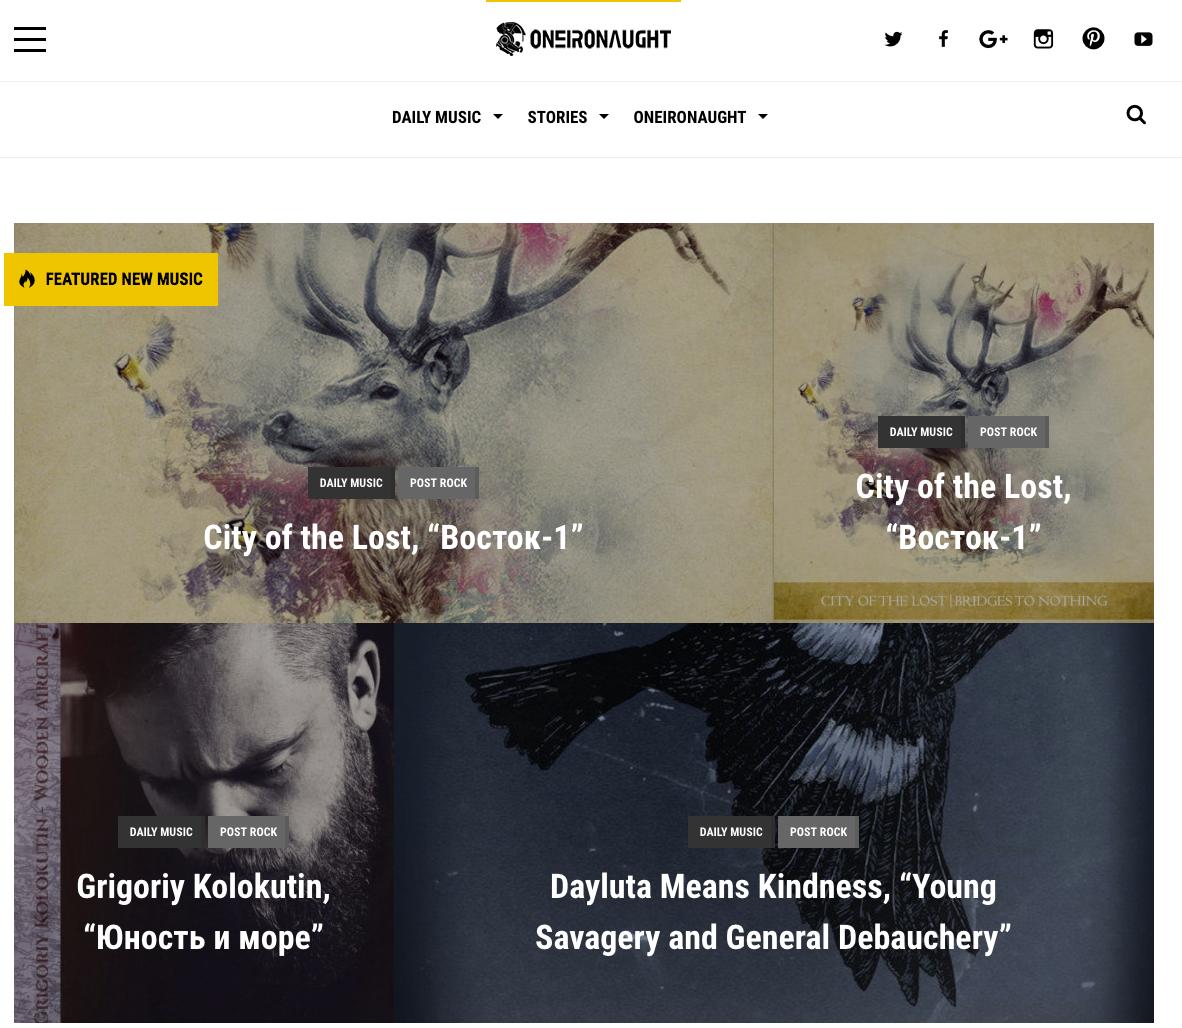 ONEIRONAUGHT
DAILY MUSIC
STORIES
ONEIRONAUGHT
FEATURED NEW MUSIC
DAILY MUSIC
POST ROCK
City of the Lost, “Восток-1”
DAILY MUSIC
POST ROCK
City of the Lost,
“Восток-1”
CITY OF THE LOST | BRIDGES TO NOTHING
GRIGORIY KOLOKUTIN - WOODEN AIRCRAFT
DAILY MUSIC
POST ROCK
Grigoriy Kolokutin,
“Юность и море”
DAILY MUSIC
POST ROCK
Dayluta Means Kindness, “Young
Savagery and General Debauchery”